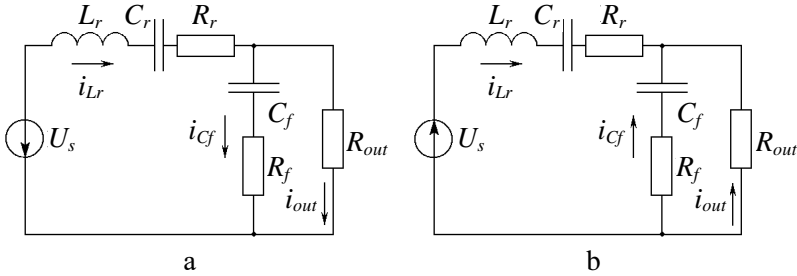 L_r C_r R_r L_r C_r R_r
i_Lr i_Lr
C_f C_f
U_s i_Cf U_s i_Cf
R_out R_out
R_f R_f
i_out i_out
a b